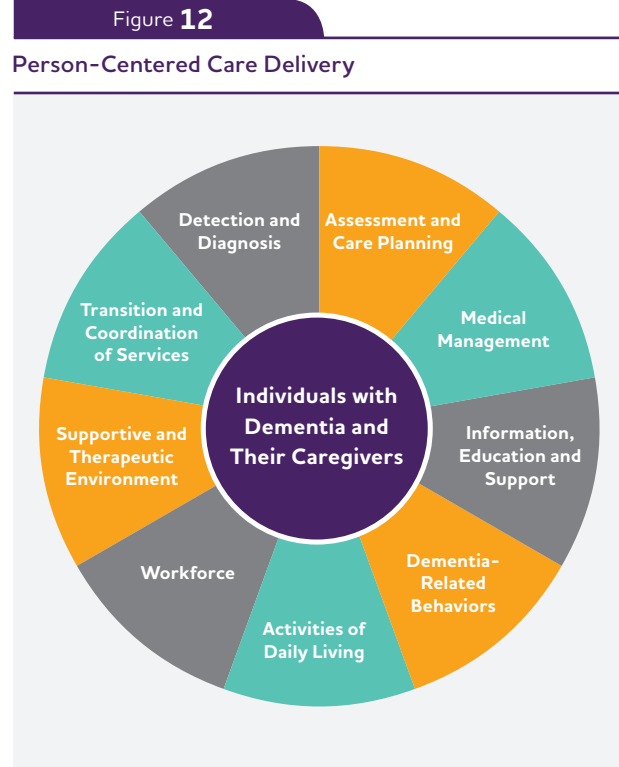 Figure 12
Person-Centered Care Delivery
Detection and
Diagnosis
Assessment and
Care Planning
Medical
Management
Information,
Education and
Support
Dementia-
Related
Behaviors
Activities of
Daily Living
Workforce
Supportive and
Therapeutic
Environment
Transition and
Coordination
of Services
Individuals with
Dementia and
Their Caregivers